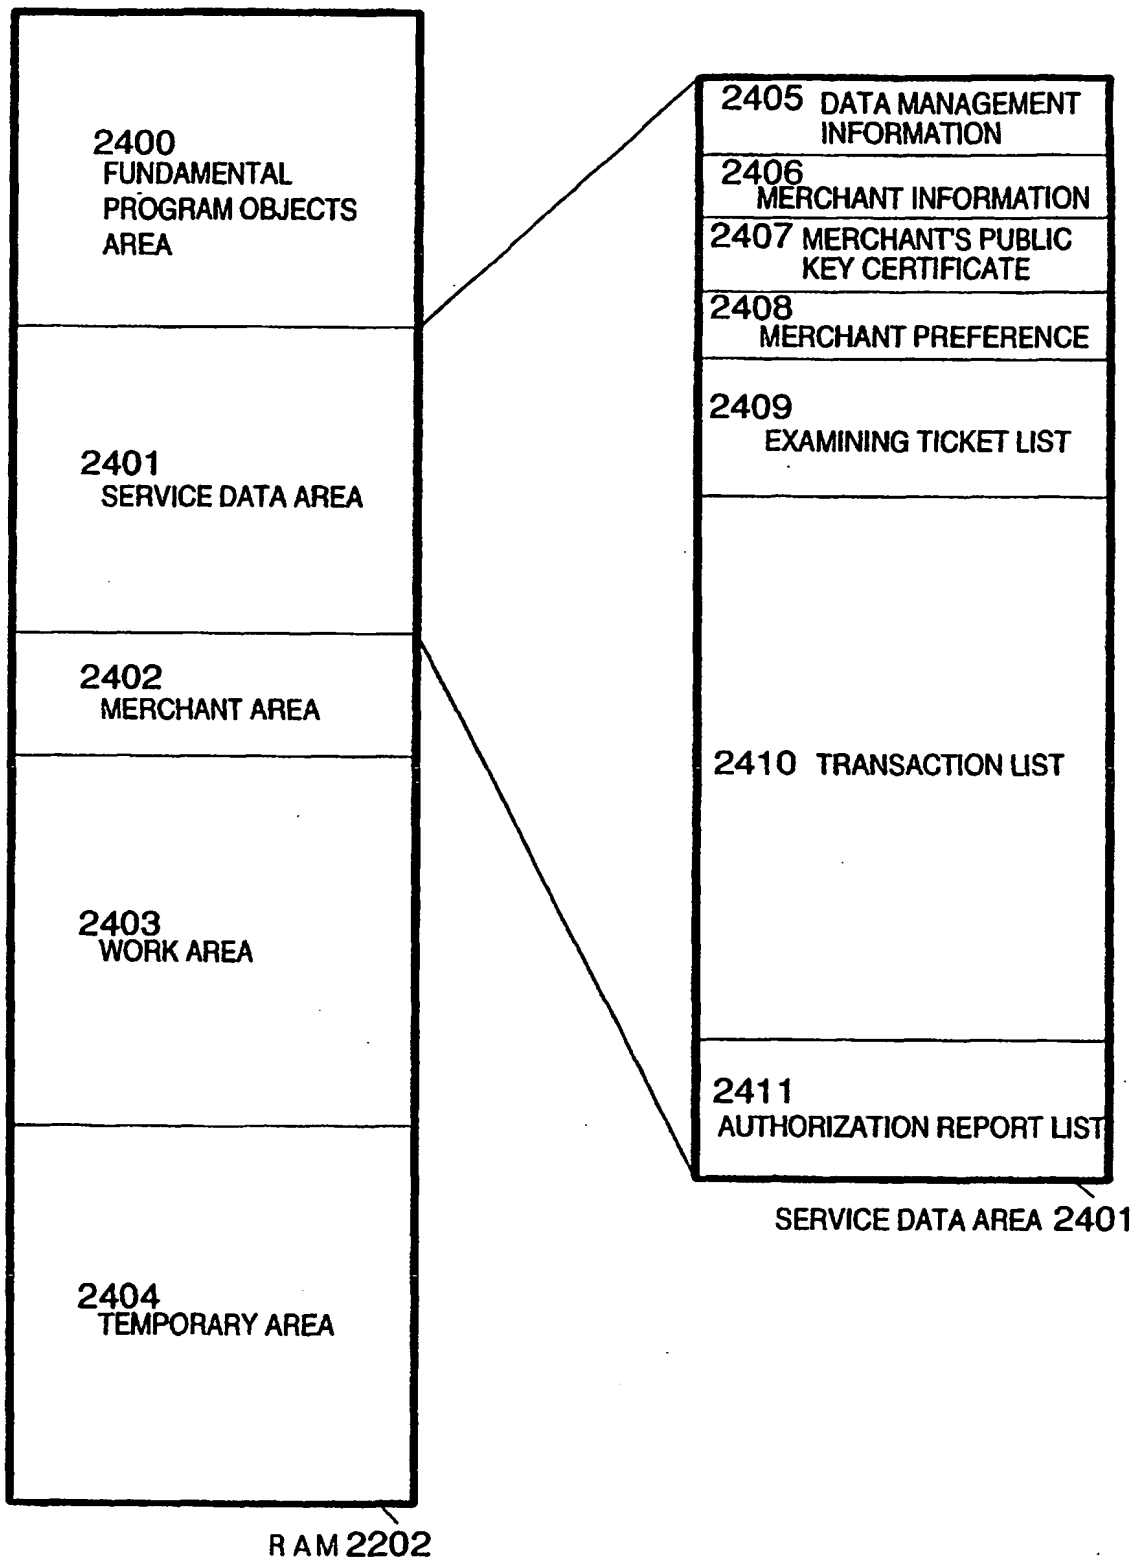 2400
FUNDAMENTAL
PROGRAM OBJECTS
AREA
2401
SERVICE DATA AREA
2402
MERCHANT AREA
2403
WORK AREA
2404
TEMPORARY AREA
RAM 2202
2405 DATA MANAGEMENT
INFORMATION
2406
MERCHANT INFORMATION
2407 MERCHANT'S PUBLIC
KEY CERTIFICATE
2408
MERCHANT PREFERENCE
2409
EXAMINING TICKET LIST
2410 TRANSACTION LIST
2411
AUTHORIZATION REPORT LIST
SERVICE DATA AREA 2401